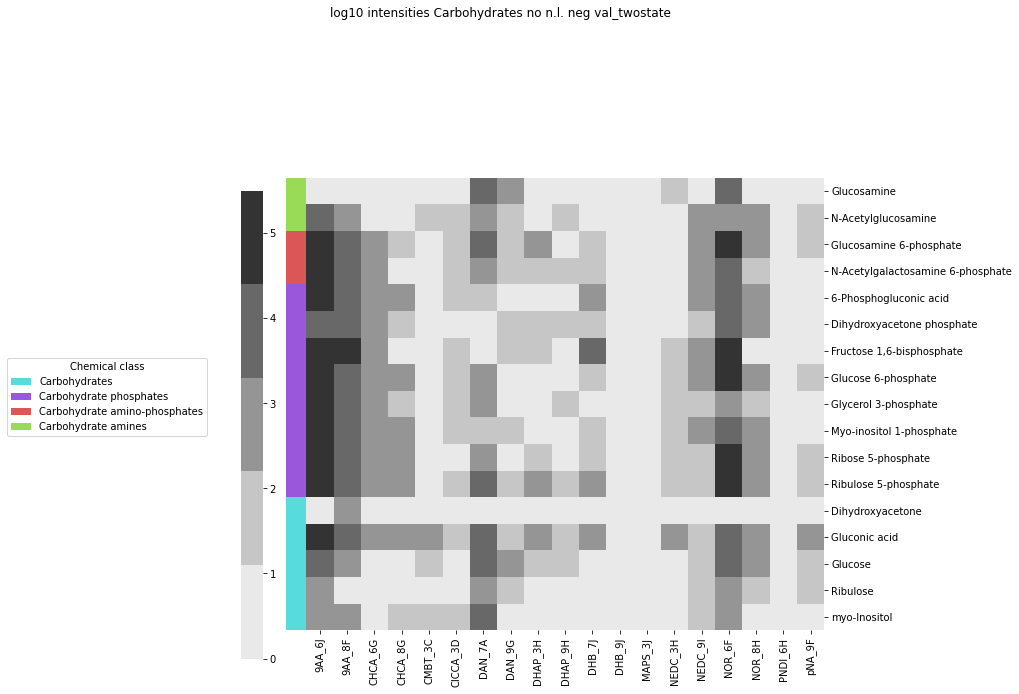 log10 intensities Carbohydrates no n.l. neg val_twostate
Glucosamine
N-Acetylglucosamine
Glucosamine 6-phosphate
N-Acetylgalactosamine 6-phosphate
6-Phosphogluconic acid
Dihydroxyacetone phosphate
Fructose 1,6-bisphosphate
Glucose 6-phosphate
Glycerol 3-phosphate
Myo-inositol 1-phosphate
Ribose 5-phosphate
Ribulose 5-phosphate
Dihydroxyacetone
Gluconic acid
Glucose
Ribulose
myo-Inositol
5
4
3
2
1
0
Chemical class
Carbohydrates
Carbohydrate phosphates
Carbohydrate amino-phosphates
Carbohydrate amines
9AA_6J
9AA_8F
CHCA_6G
CHCA_8G
CMBT_3C
ClCCA_3D
DAN_7A
DAN_9G
DHAP_3H
DHAP_9H
DHB_7J
DHB_9J
MAPS_3J
NEDC_3H
NEDC_9I
NOR_6F
NOR_8H
PNDI_6H
pNA_9F